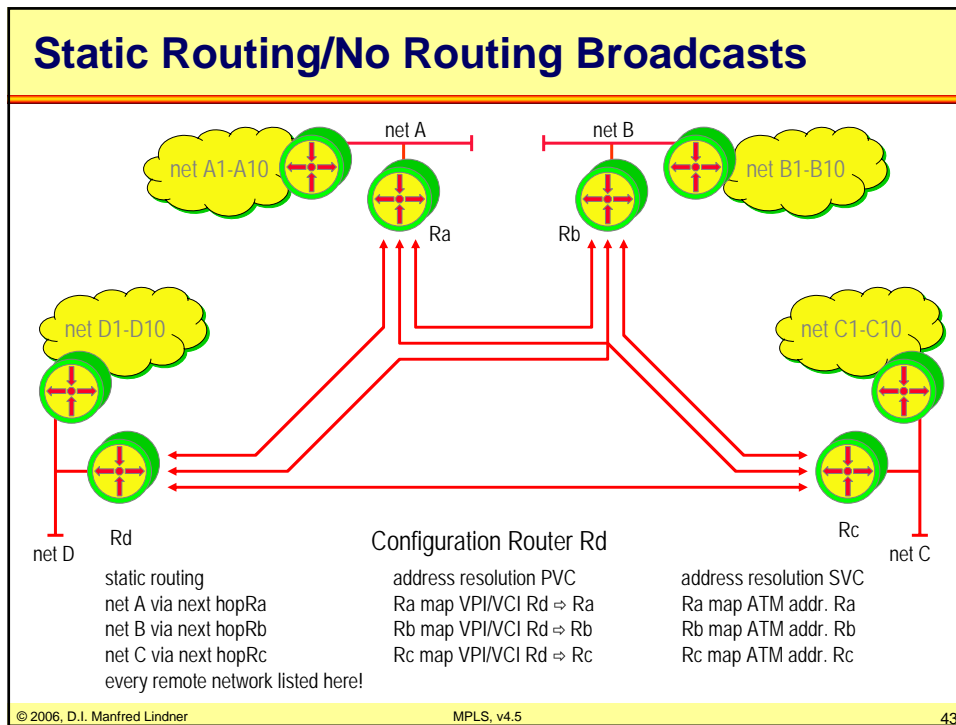 Static Routing/No Routing Broadcasts
net A
net B
net A1-A10
net B1-B10
Ra
Rb
net D1-D10
net C1-C10
Rd
Rc
net D
net C
Configuration Router Rd
static routing
net A via next hopRa
net B via next hopRb
net C via next hopRc
every remote network listed here!
address resolution PVC
Ra map VPI/VCI Rd ⇨ Ra
Rb map VPI/VCI Rd ⇨ Rb
Rc map VPI/VCI Rd ⇨ Rc
address resolution SVC
Ra map ATM addr. Ra
Rb map ATM addr. Rb
Rc map ATM addr. Rc
© 2006, D.I. Manfred Lindner
MPLS, v4.5
43